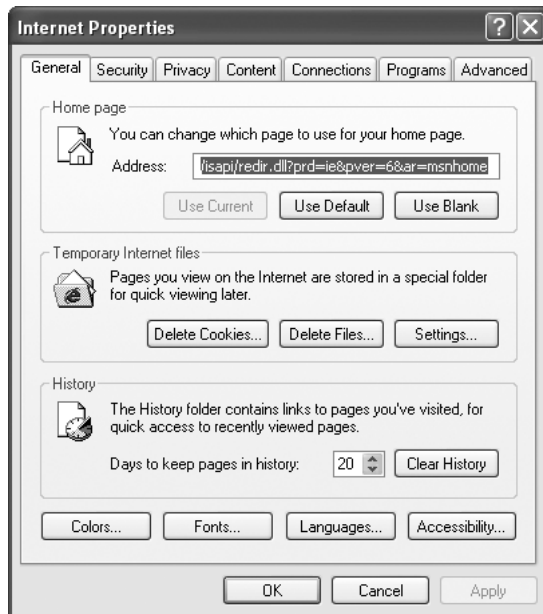 Internet Properties
General Security Privacy Content Connections Programs Advanced
Home page
You can change which page to use for your home page.
Address: /isapi/redir.dll?prd=ie&pver=6&ar=msnhome
Use Current Use Default Use Blank
Temporary Internet files
Pages you view on the Internet are stored in a special folder
for quick viewing later.
Delete Cookies... Delete Files... Settings...
History
The History folder contains links to pages you've visited, for
quick access to recently viewed pages.
Days to keep pages in history: 20 Clear History
Colors... Fonts... Languages... Accessibility...
OK Cancel Apply